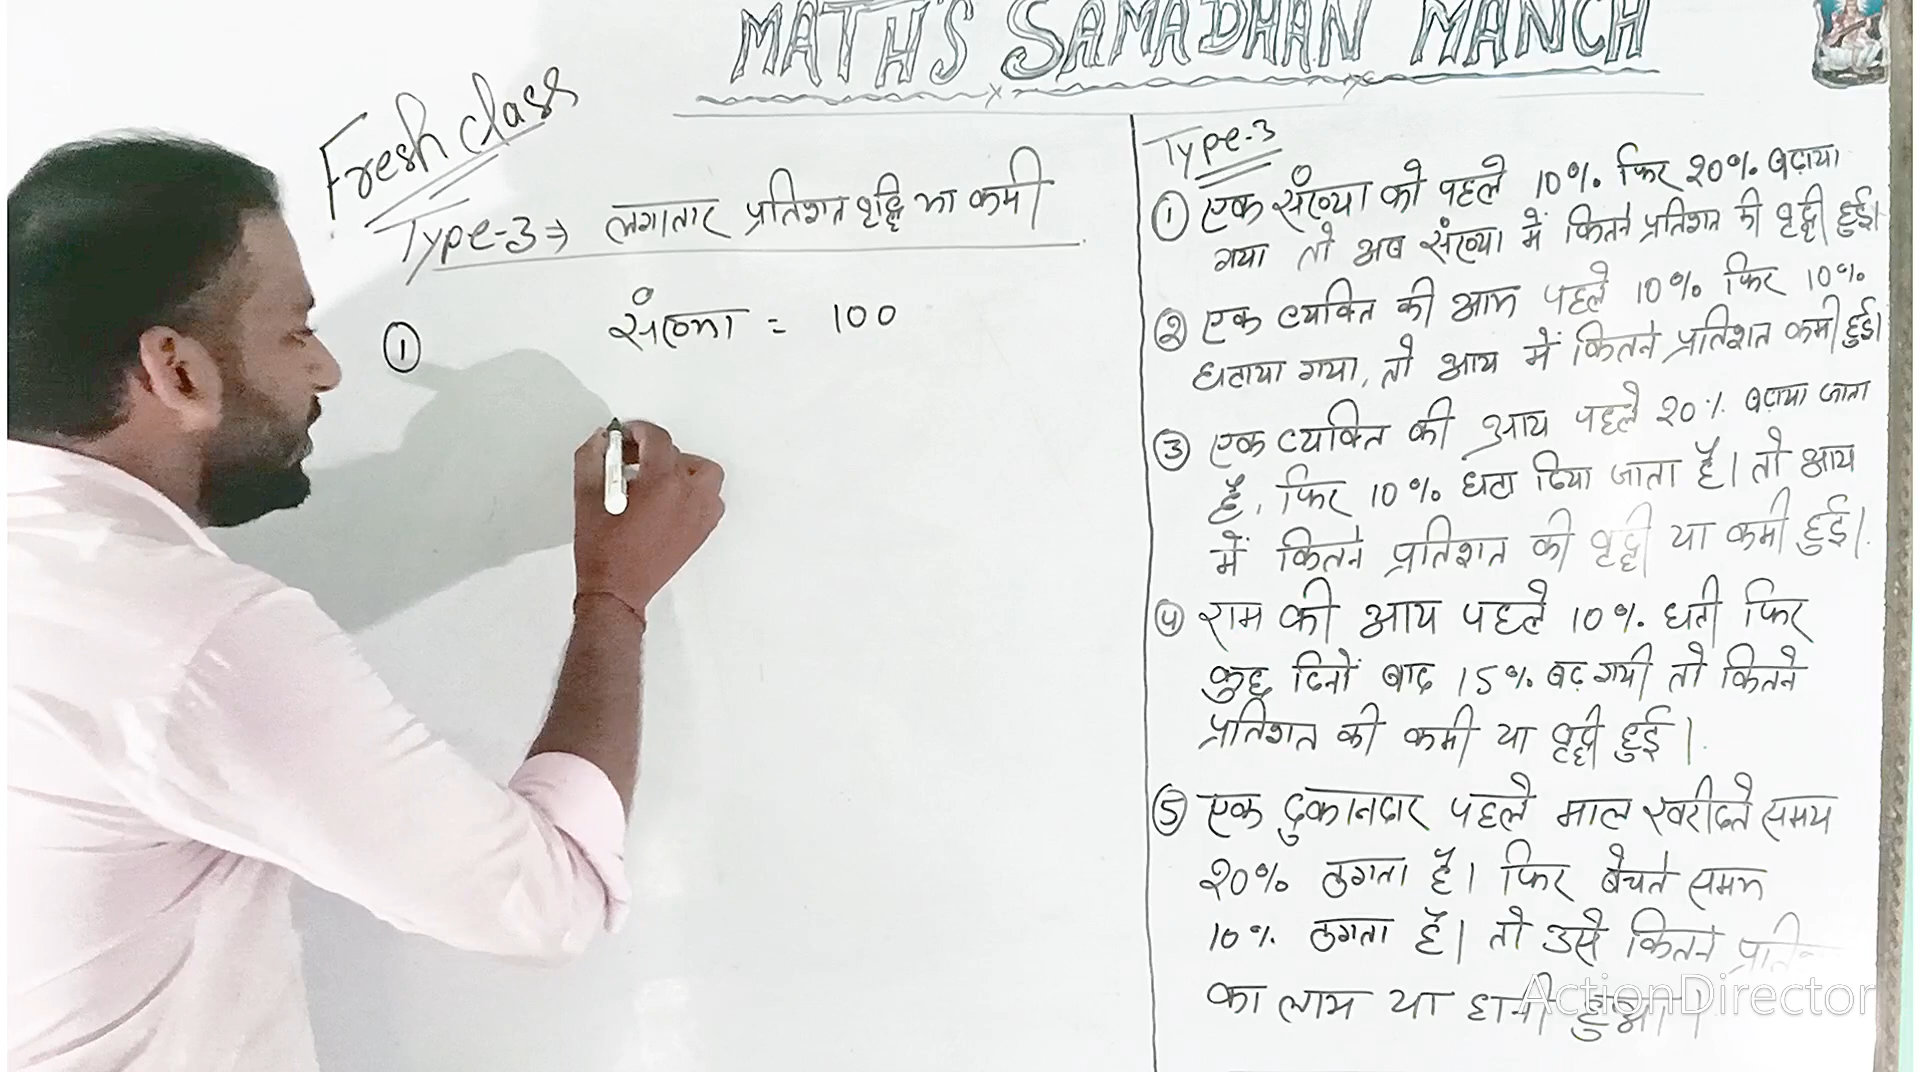 MATH'S SAMADHAN MANCH
Fresh class
Type-3 ⇒ लगातार प्रतिशत वृद्धि या कमी
① संख्या = 100
Type-3
① एक संख्या को पहले 10% फिर 20% बढ़ाया
गया तो अब संख्या में कितने प्रतिशत की वृद्धी हुई।
② एक व्यक्ति की आय पहले 10% फिर 10%
घटाया गया, तो आय में कितने प्रतिशत कमी हुई।
③ एक व्यक्ति की आय पहले 20% बढ़ाया जाता
है, फिर 10% घटा दिया जाता है। तो आय
में कितने प्रतिशत की वृद्धी या कमी हुई।
④ राम की आय पहले 10% घटी फिर
कुछ दिनों बाद 15% बढ़ गयी तो कितने
प्रतिशत की कमी या वृद्धी हुई।
⑤ एक दुकानदार पहले माल खरीदते समय
20% ठगता है। फिर बेचते समय
10% ठगता है। तो उसे कितने
का लाभ या हानी हुआ।
ActionDirector